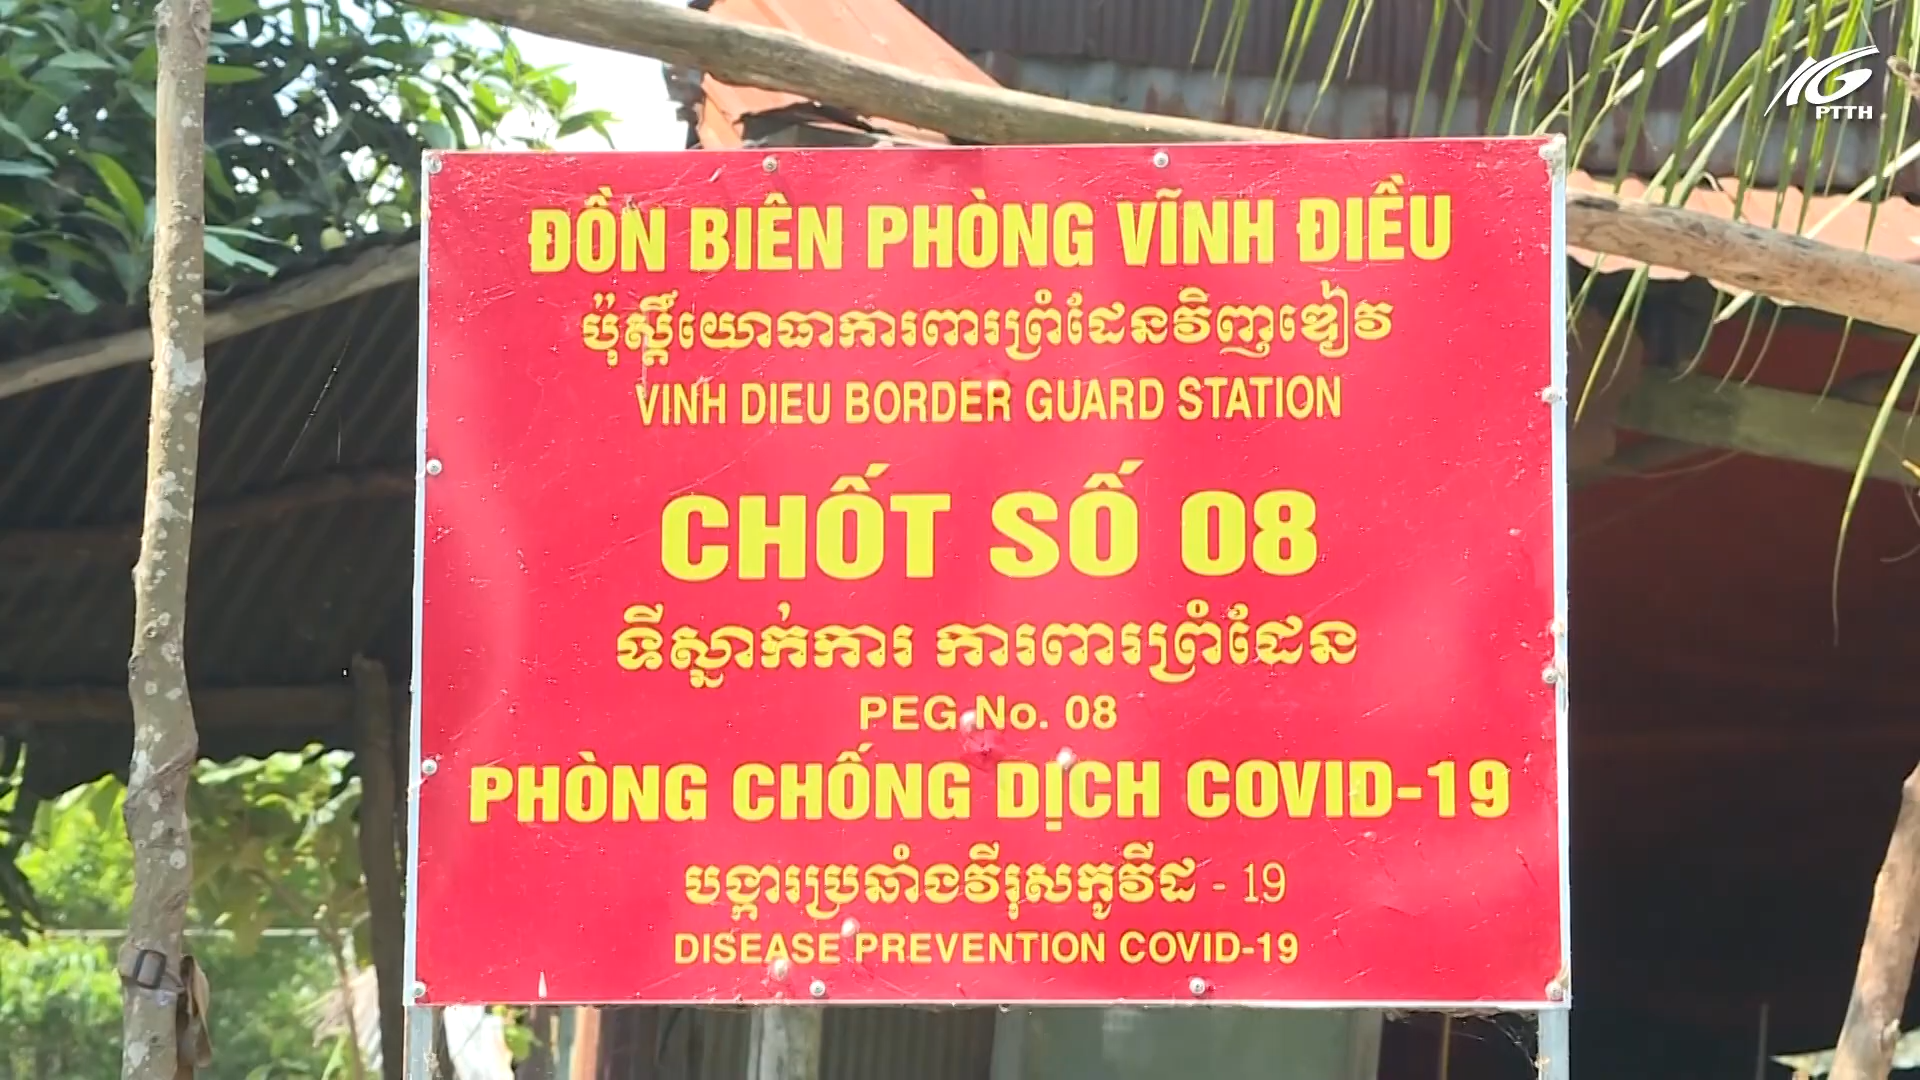 KG
PTTH
ĐỒN BIÊN PHÒNG VĨNH ĐIỀU
ប៉ុស្តិ៍យោធាការពារព្រំដែនវិញឌៀវ
VINH DIEU BORDER GUARD STATION
CHỐT SỐ 08
ទីស្នាក់ការ ការពារព្រំដែន
PEG No. 08
PHÒNG CHỐNG DỊCH COVID-19
បង្ការប្រឆាំងវីរុសកូវីដ - 19
DISEASE PREVENTION COVID-19